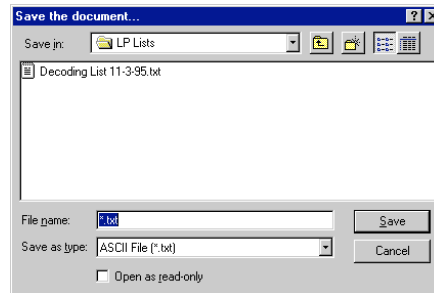 Save the document...
Save in: LP Lists
Decoding List 11-3-95.txt
File name: *.txt Save
Save as type: ASCII File (*.txt) Cancel
Open as read-only